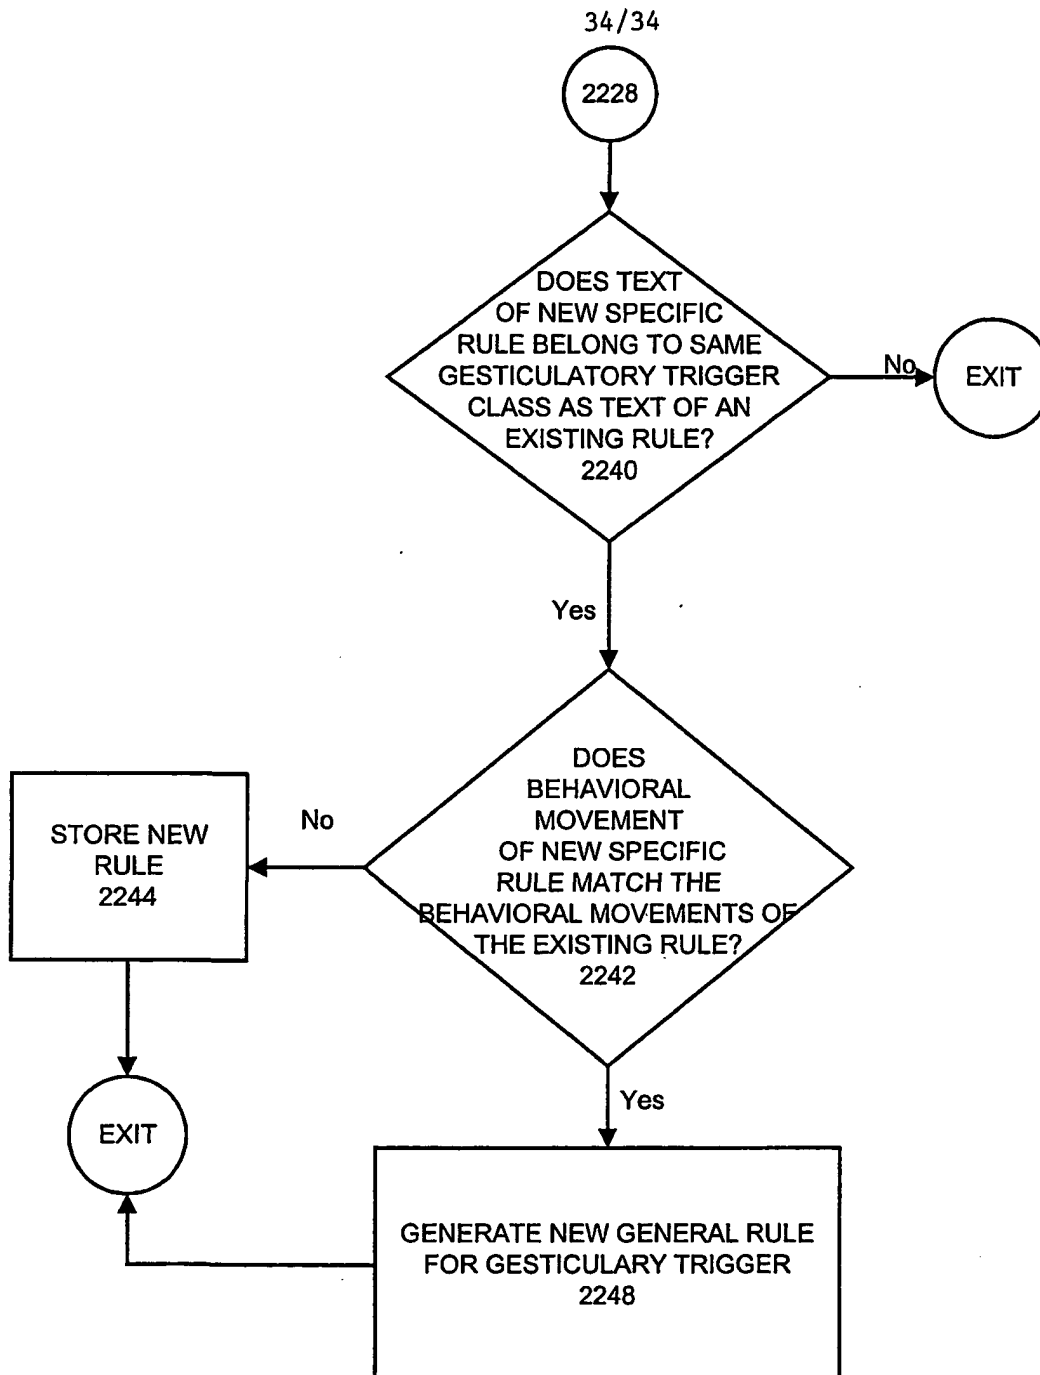 34/34
2228
DOES TEXT
OF NEW SPECIFIC
RULE BELONG TO SAME
GESTICULATORY TRIGGER
CLASS AS TEXT OF AN
EXISTING RULE?
2240
No
EXIT
Yes
DOES
BEHAVIORAL
MOVEMENT
OF NEW SPECIFIC
RULE MATCH THE
BEHAVIORAL MOVEMENTS OF
THE EXISTING RULE?
2242
No
STORE NEW
RULE
2244
EXIT
Yes
GENERATE NEW GENERAL RULE
FOR GESTICULARY TRIGGER
2248